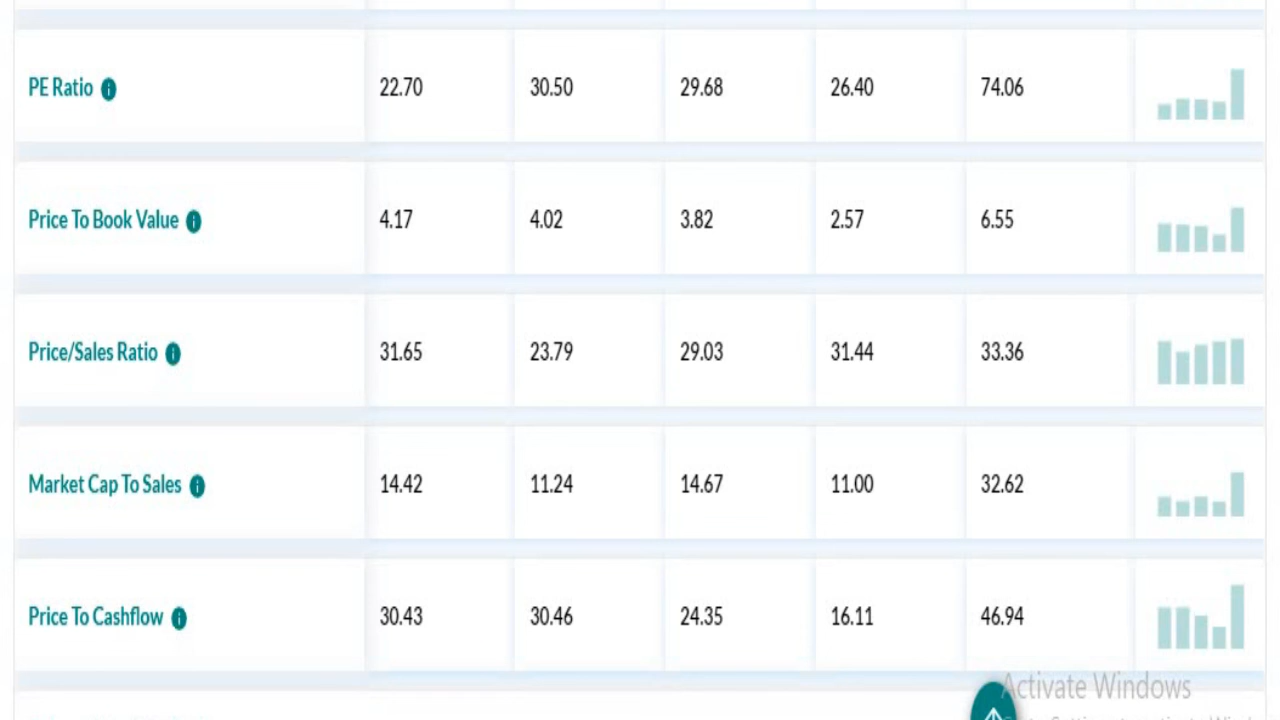 PE Ratio 22.70 30.50 29.68 26.40 74.06
Price To Book Value 4.17 4.02 3.82 2.57 6.55
Price/Sales Ratio 31.65 23.79 29.03 31.44 33.36
Market Cap To Sales 14.42 11.24 14.67 11.00 32.62
Price To Cashflow 30.43 30.46 24.35 16.11 46.94
Activate Windows